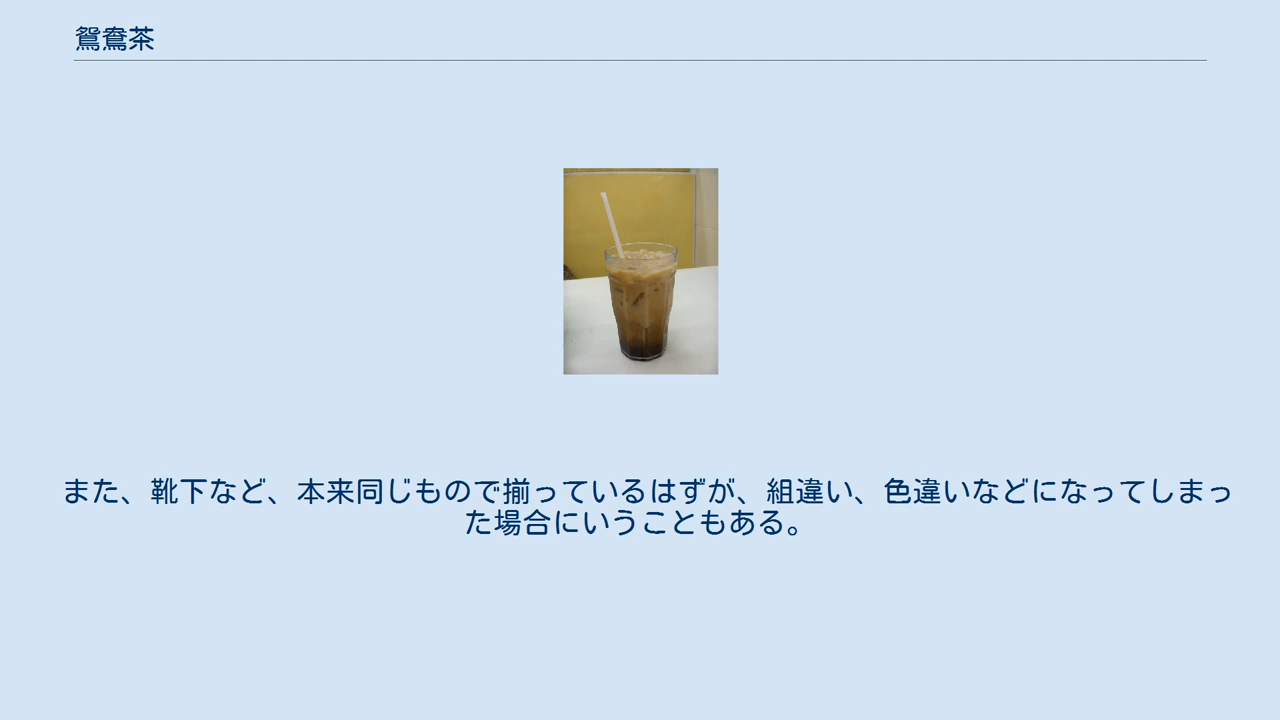 鴛鴦茶
また、靴下など、本来同じもので揃っているはずが、組違い、色違いなどになってしまっ
た場合にいうこともある。